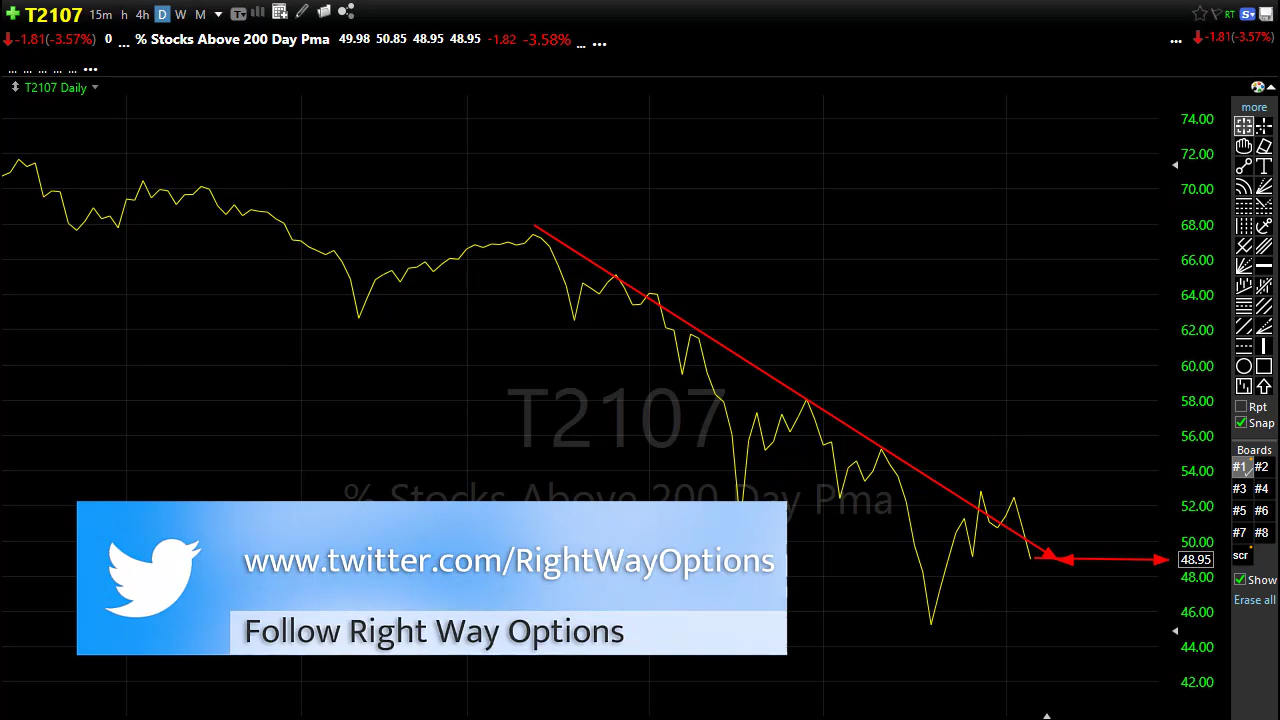 T2107 15m h 4h D W M
RT
-1.81(-3.57%) 0 ... % Stocks Above 200 Day Pma 49.98 50.85 48.95 48.95 -1.82 -3.58% ... ...
... -1.81(-3.57%)
... ... ... ... ... ...
T2107 Daily
more
74.00
72.00
70.00
68.00
66.00
64.00
62.00
60.00
58.00
56.00
54.00
52.00
50.00
48.95
48.00
46.00
44.00
42.00
T2107
% Stocks Above 200 Day Pma
www.twitter.com/RightWayOptions
Follow Right Way Options
Rpt
Snap
Boards
#1 #2
#3 #4
#5 #6
#7 #8
scr
Show
Erase all